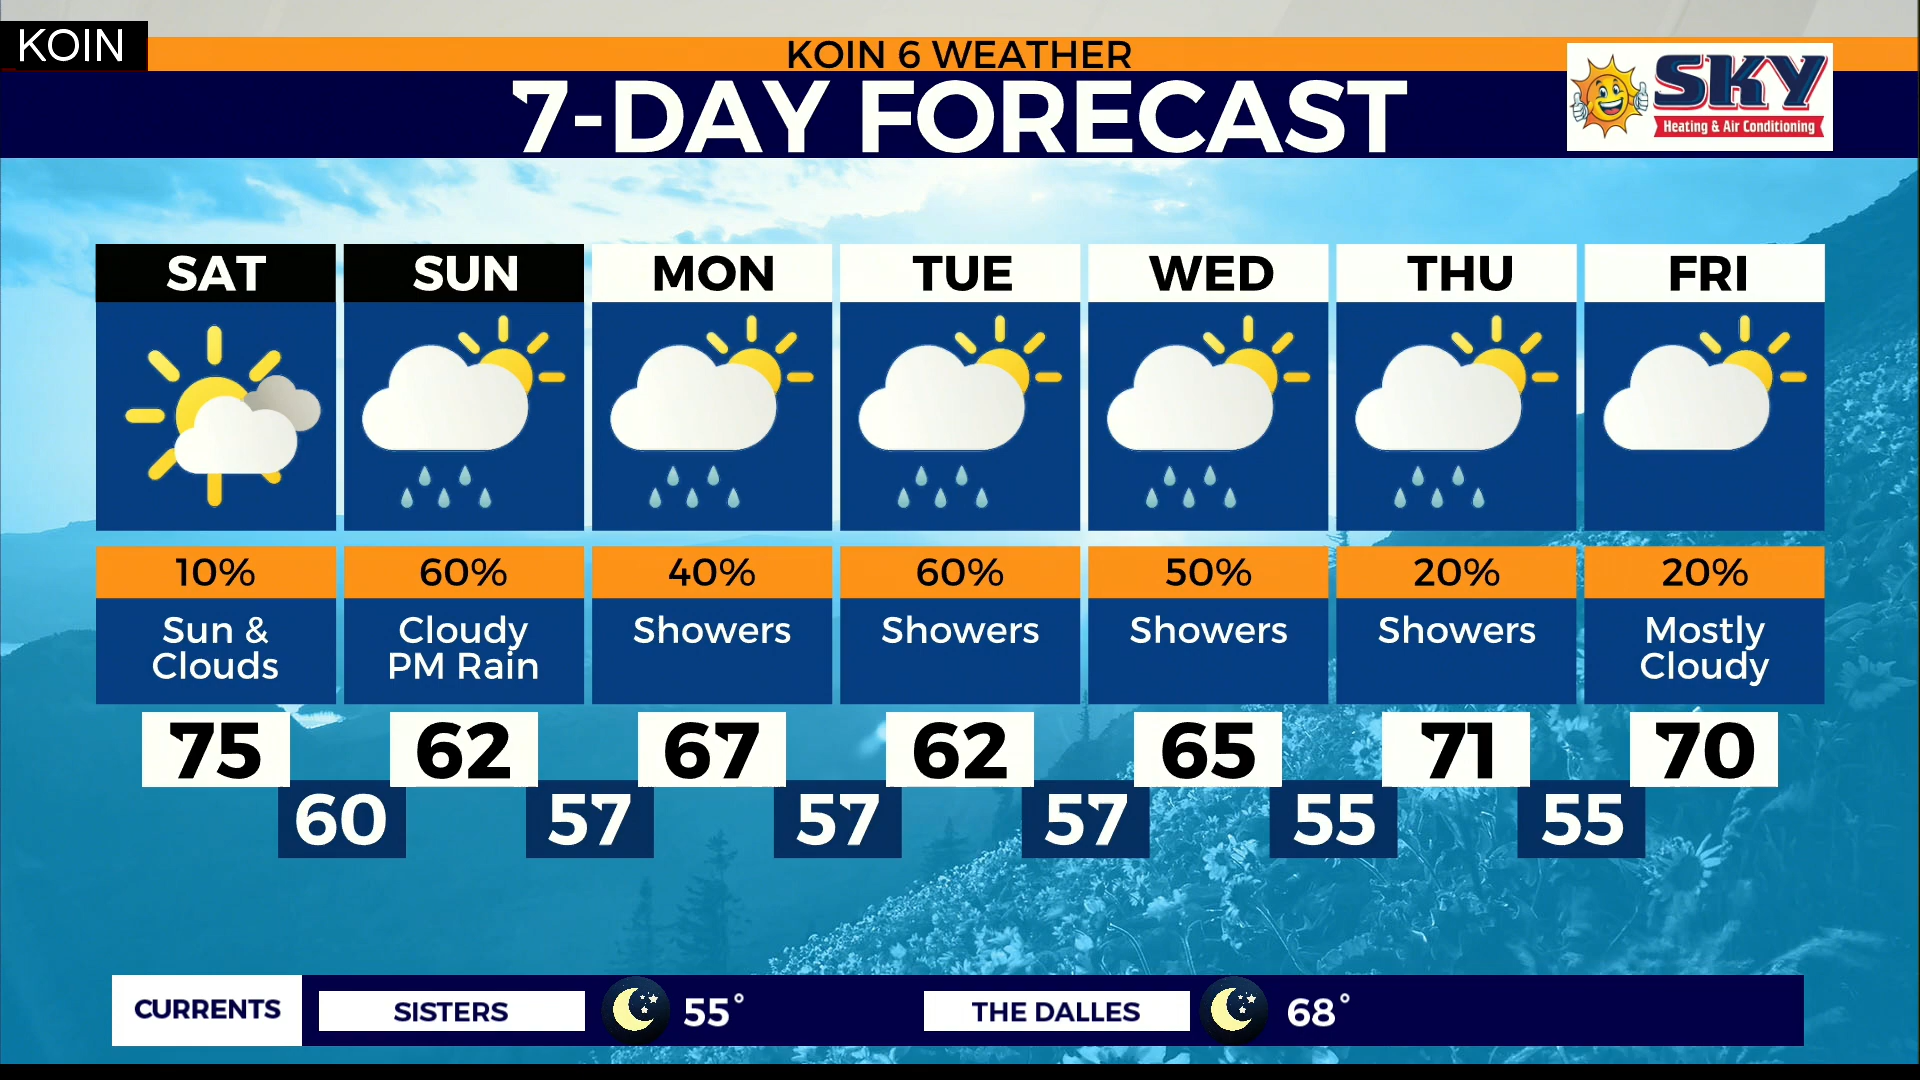 KOIN
KOIN 6 WEATHER
7-DAY FORECAST
SKY
Heating & Air Conditioning
SAT SUN MON TUE WED THU FRI
10% 60% 40% 60% 50% 20% 20%
Sun & Cloudy Showers Showers Showers Showers Mostly
Clouds PM Rain Cloudy
75 62 67 62 65 71 70
60 57 57 57 55 55
CURRENTS SISTERS 55° THE DALLES 68°